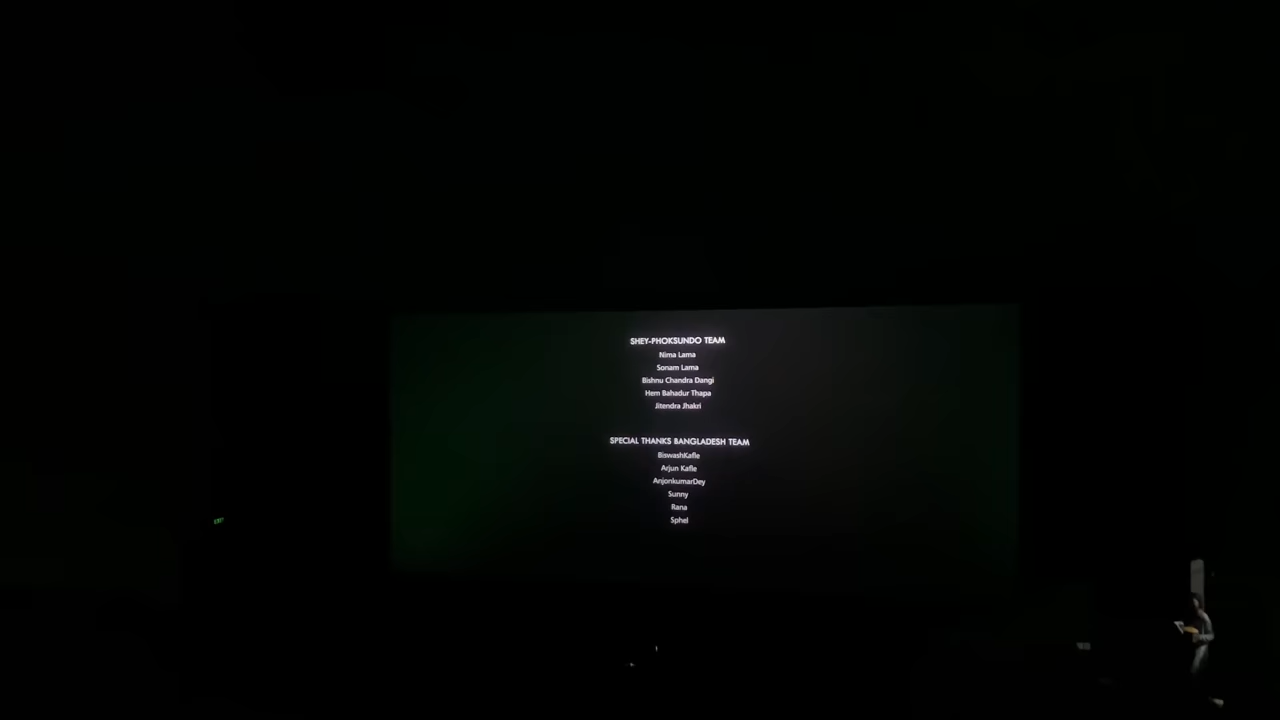 SHEY-PHOKSUNDO TEAM
Nima Lama
Sonam Lama
Bishnu Chandra Dangi
Hem Bahadur Thapa
Jitendra Jhakri
SPECIAL THANKS BANGLADESH TEAM
BiswashKafle
Arjun Kafle
AnjonkumarDey
Sunny
EXIT
Rana
Sphel